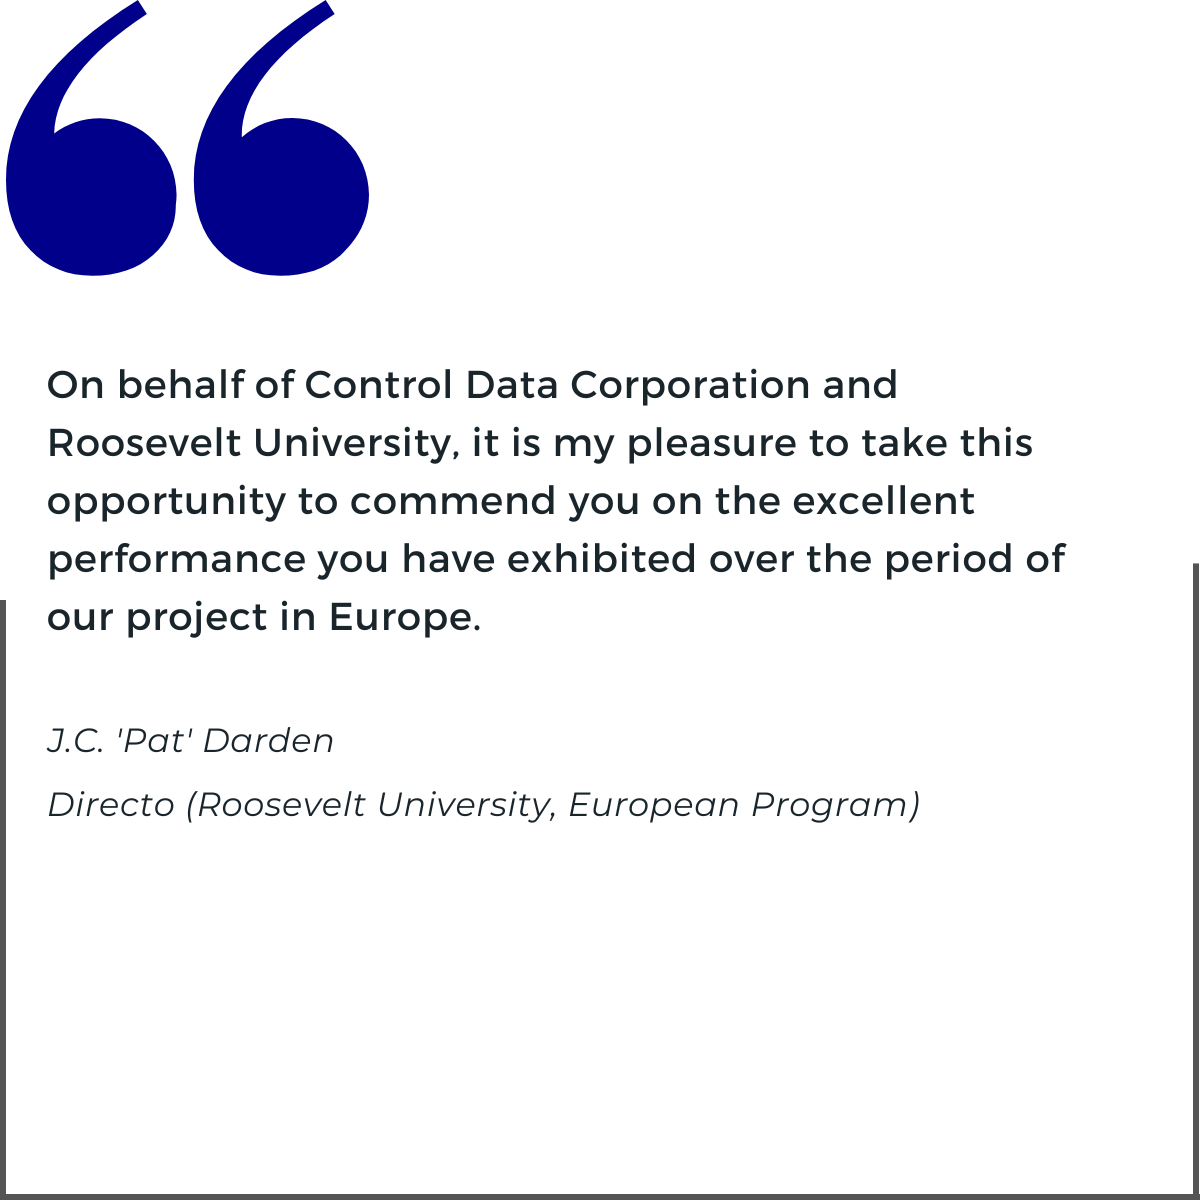 On behalf of Control Data Corporation and
Roosevelt University, it is my pleasure to take this
opportunity to commend you on the excellent
performance you have exhibited over the period of
our project in Europe.
J.C. 'Pat' Darden
Directo (Roosevelt University, European Program)